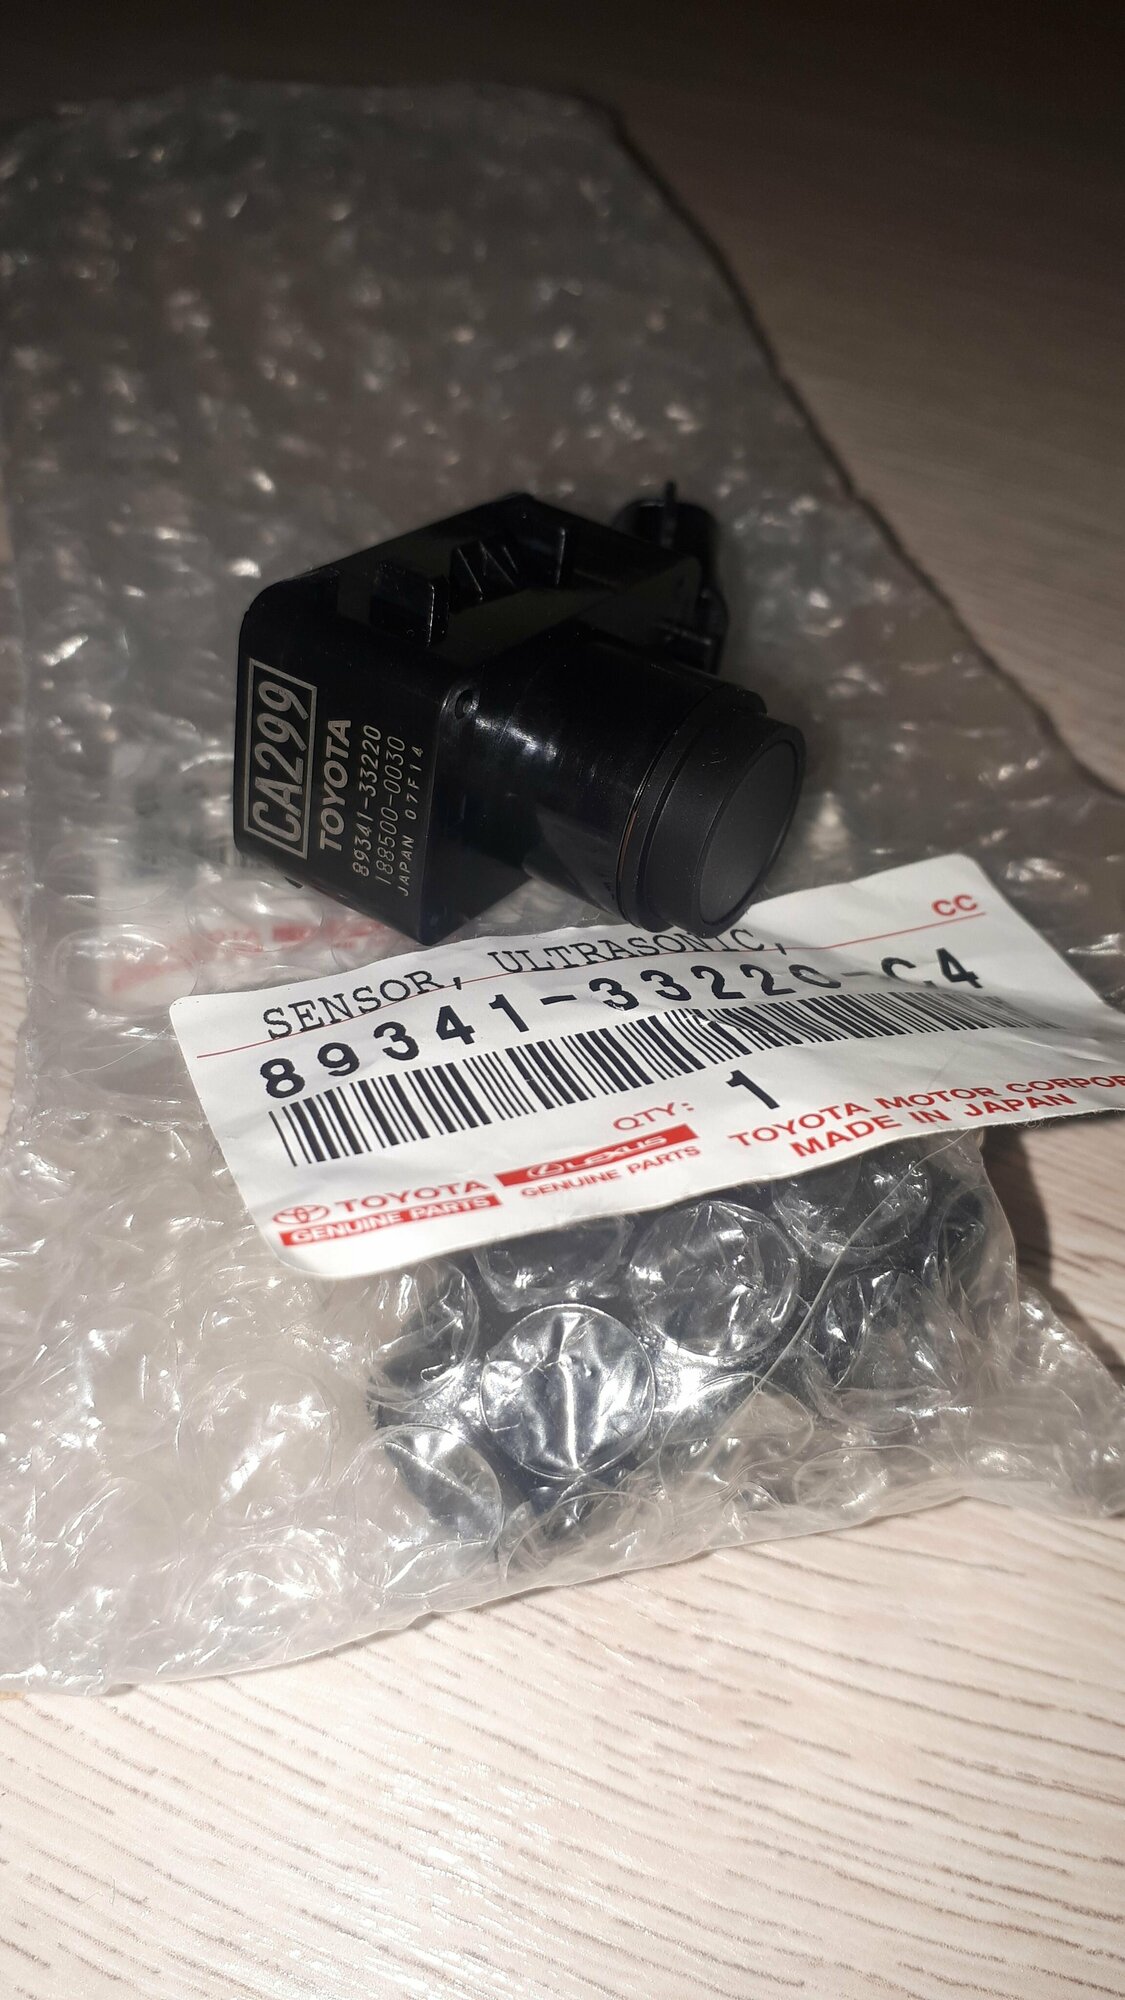 CA299
TOYOTA
89341-33220
188500-0030
JAPAN 07F14
CC
SENSOR, ULTRASONIC,
89341-33220-C4
QTY: 1
TOYOTA
GENUINE PARTS
LEXUS
GENUINE PARTS
TOYOTA MOTOR CORPOR
MADE IN JAPAN